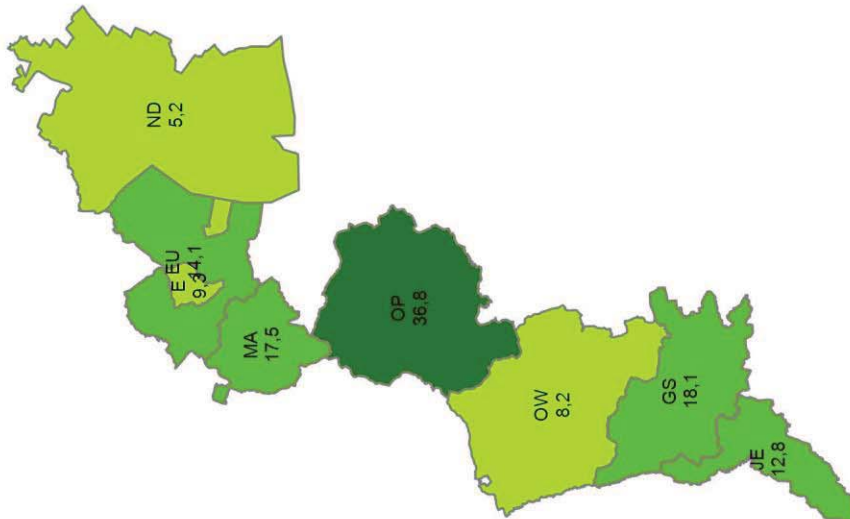 ND
5,2
EU
14,1
E
9,3
MA
17,5
OP
36,8
OW
8,2
GS
18,1
JE
12,8